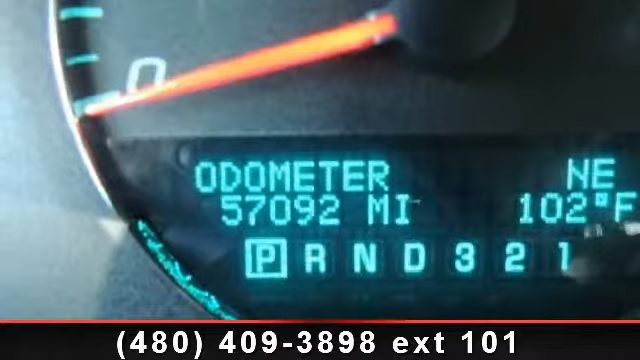 0
ODOMETER NE
57092 MI 102°F
P R N D 3 2 1
(480) 409-3898 ext 101